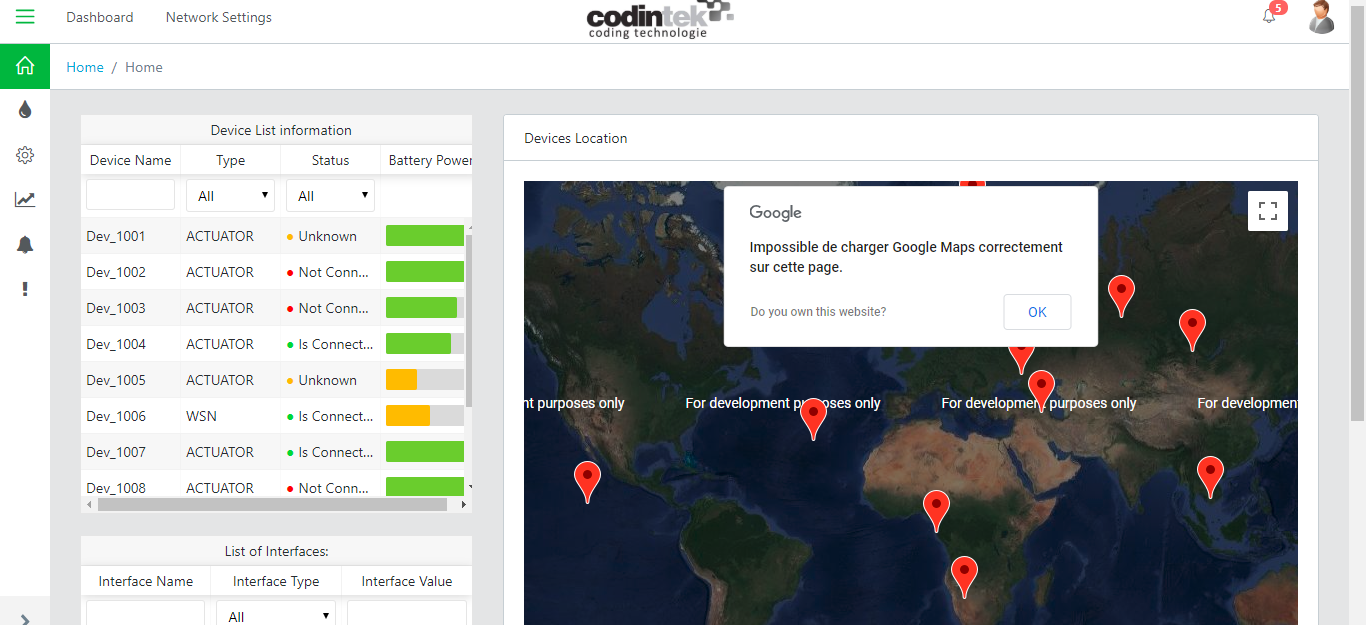 Dashboard
Network Settings
codintek
coding technologie
5
Home / Home
Device List information
Device Name Type Status Battery Power
All All
Dev_1001 ACTUATOR Unknown
Dev_1002 ACTUATOR Not Conn...
Dev_1003 ACTUATOR Not Conn...
Dev_1004 ACTUATOR Is Connect...
Dev_1005 ACTUATOR Unknown
Dev_1006 WSN Is Connect...
Dev_1007 ACTUATOR Is Connect...
Dev_1008 ACTUATOR Not Conn...
List of Interfaces:
Interface Name Interface Type Interface Value
All
Devices Location
Google
Impossible de charger Google Maps correctement
sur cette page.
Do you own this website?
OK
nt purposes only For development purposes only For development purposes only For development